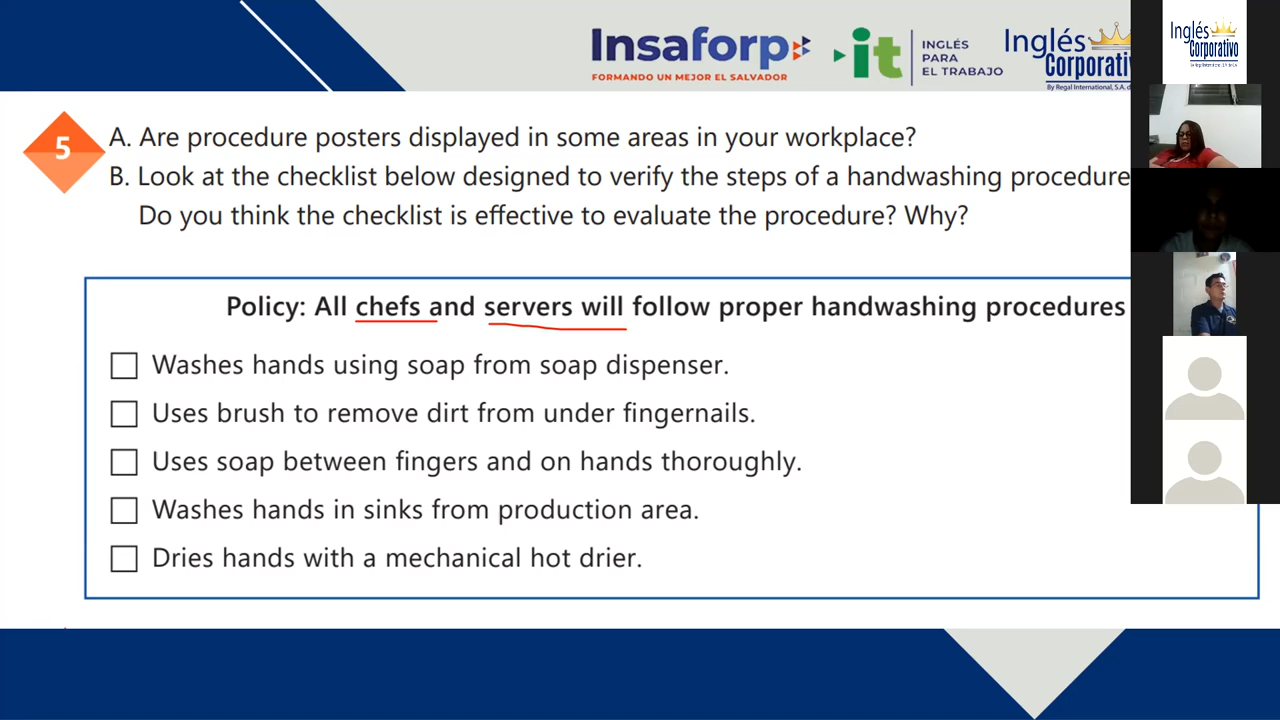 Insaforp
FORMANDO UN MEJOR EL SALVADOR
it
INGLÉS
PARA
EL TRABAJO
Inglés
Corporativ
By Regal International, S.A. d
Inglés
Corporativo
5
A. Are procedure posters displayed in some areas in your workplace?
B. Look at the checklist below designed to verify the steps of a handwashing procedure
Do you think the checklist is effective to evaluate the procedure? Why?
Policy: All chefs and servers will follow proper handwashing procedures
Washes hands using soap from soap dispenser.
Uses brush to remove dirt from under fingernails.
Uses soap between fingers and on hands thoroughly.
Washes hands in sinks from production area.
Dries hands with a mechanical hot drier.